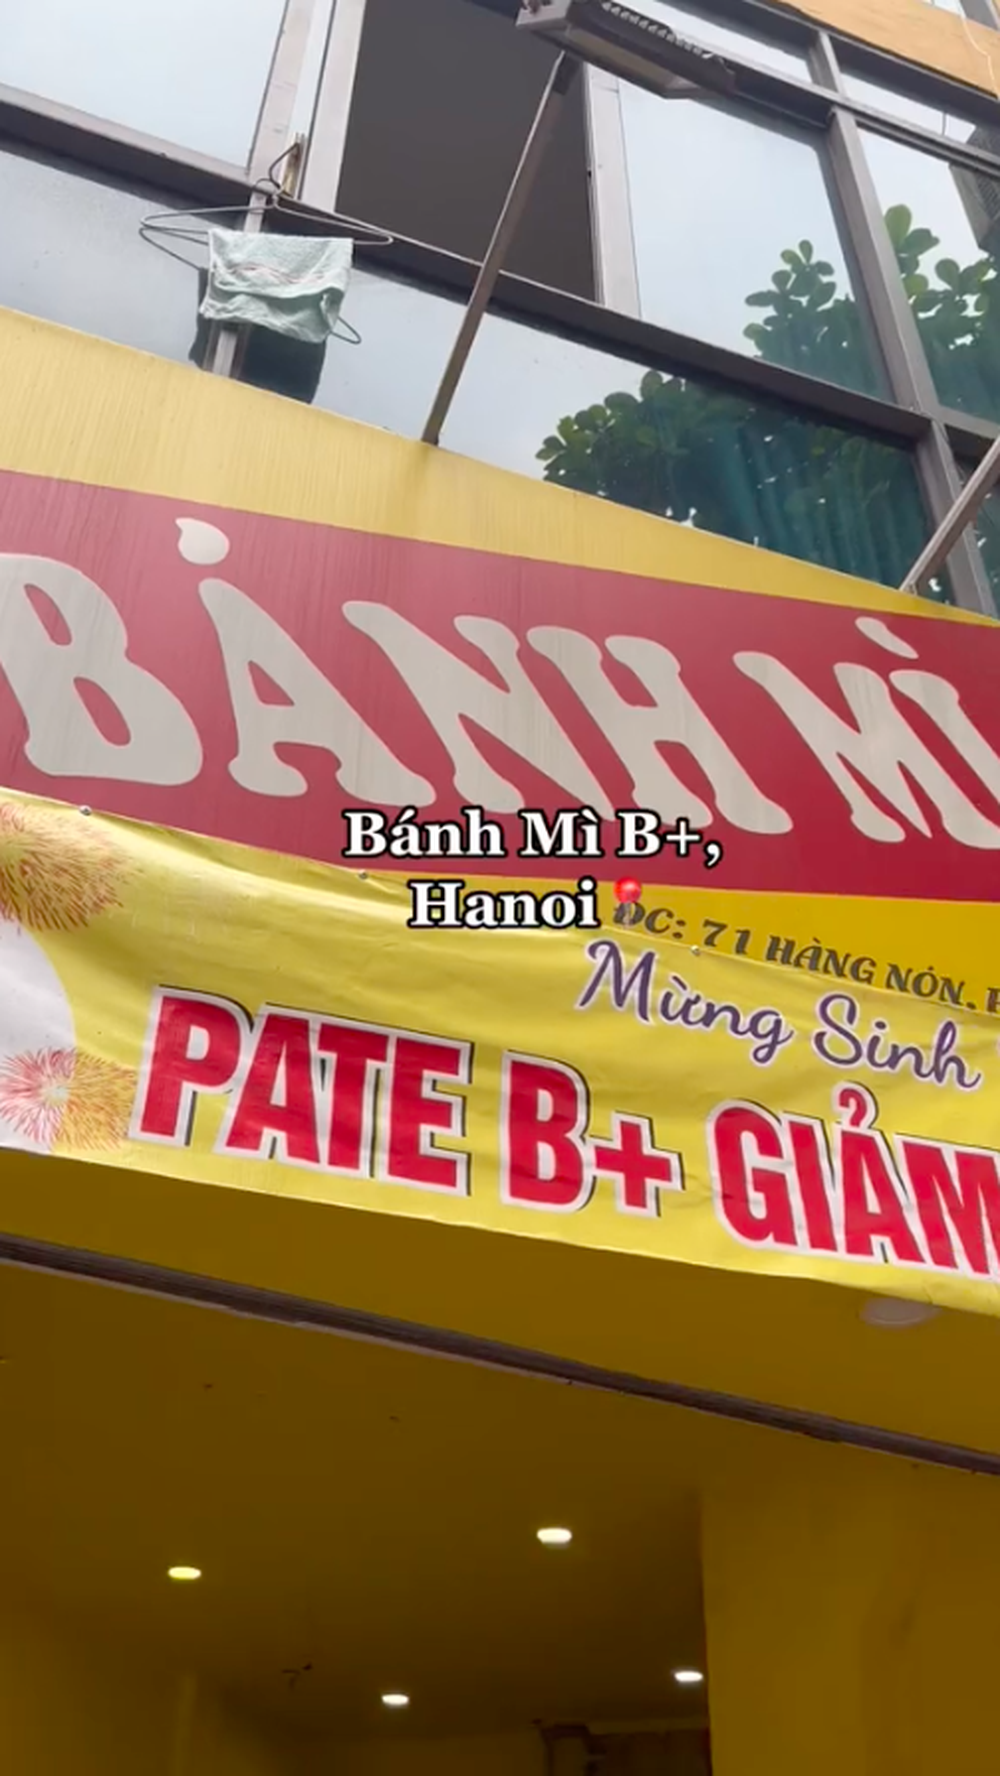 BÁNH MÌ
Bánh Mì B+,
Hanoi📍
ĐC: 71 HÀNG NÓN,
Mừng Sinh
PATE B+ GIẢM